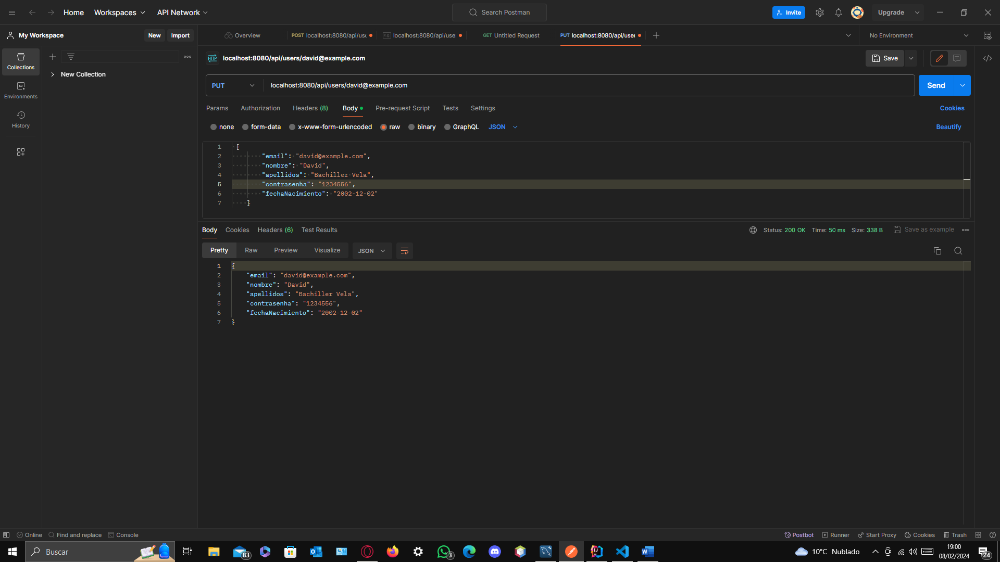 Home Workspaces API Network Search Postman Invite Upgrade
My Workspace New Import Overview POST localhost:8080/api/us localhost:8080/api/use GET Untitled Request PUT localhost:8080/api/user No Environment
Collections
HTTP localhost:8080/api/users/david@example.com Save
New Collection
PUT localhost:8080/api/users/david@example.com Send
Environments
Params Authorization Headers (8) Body Pre-request Script Tests Settings Cookies
History
none form-data x-www-form-urlencoded raw binary GraphQL JSON Beautify
1 {
2 "email": "david@example.com",
3 "nombre": "David",
4 "apellidos": "Bachiller Vela",
5 "contrasenha": "1234556",
6 "fechaNacimiento": "2002-12-02"
7 }
Body Cookies Headers (6) Test Results Status: 200 OK Time: 50 ms Size: 338 B Save as example
Pretty Raw Preview Visualize JSON
1 {
2 "email": "david@example.com",
3 "nombre": "David",
4 "apellidos": "Bachiller Vela",
5 "contrasenha": "1234556",
6 "fechaNacimiento": "2002-12-02"
7 }
Online Find and replace Console Postbot Runner Start Proxy Cookies Trash
Buscar 83 3 10°C Nublado 19:00
08/02/2024 24